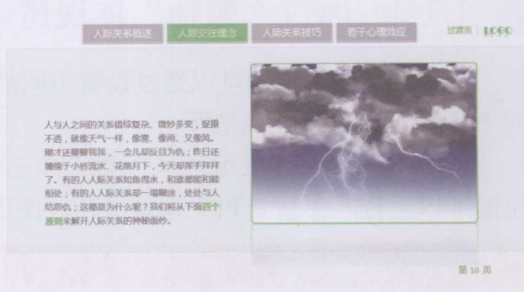 人际关系概述 人际交往理念 人际关系技巧 若干心理效应 过渡页 LOGO
人与人之间的关系错综复杂、微妙多变，捉摸
不透，就像天气一样，像雾、像雨、又像风。
刚才还卿卿我我，一会儿却反目为仇；昨日还
缠绵于小桥流水、花前月下，今天却挥手拜拜
了。有的人人际关系如鱼得水，和谁都能和睦
相处；有的人人际关系却一塌糊涂，处处与人
结怨仇；这都是为什么呢？我们将从下面四个
原则来解开人际关系的神秘面纱。
第 10 页